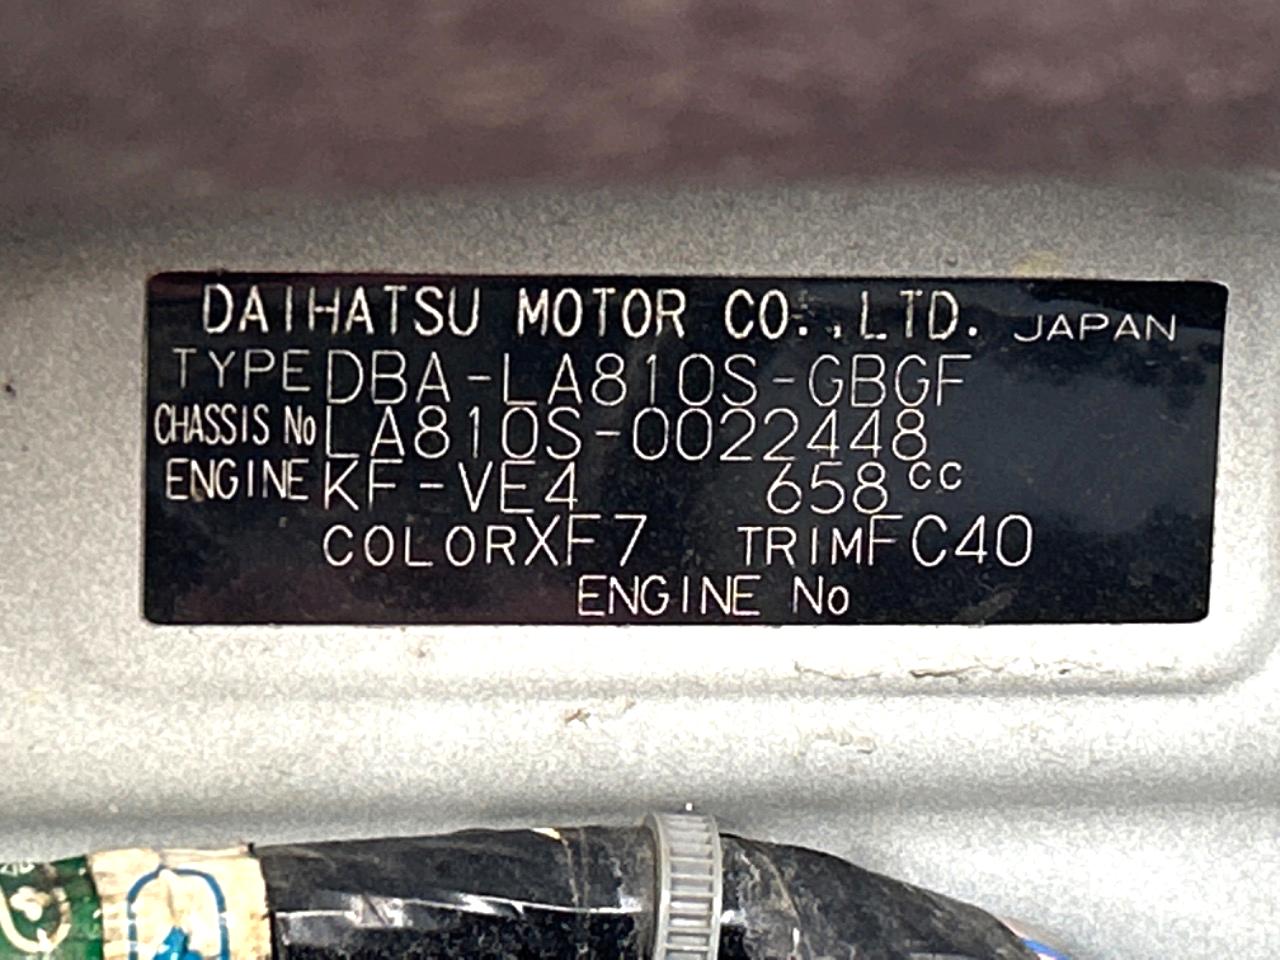 DAIHATSU MOTOR CO.,LTD. JAPAN
TYPE DBA-LA810S-GBGF
CHASSIS No LA810S-0022448
ENGINE KF-VE4 658cc
COLOR XF7 TRIM FC40
ENGINE No